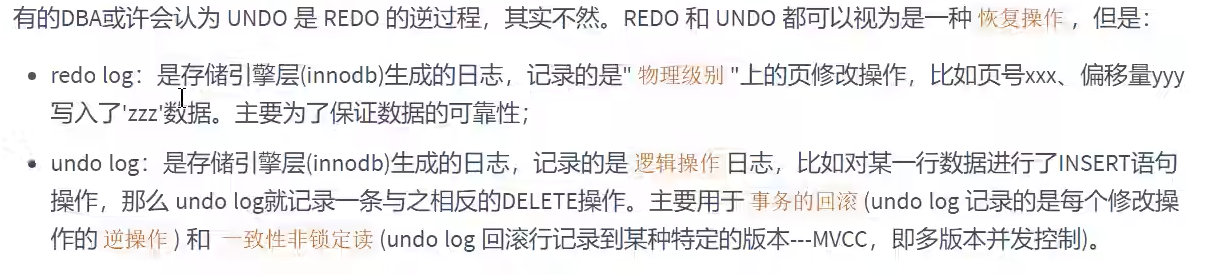 有的DBA或许会认为 UNDO 是 REDO 的逆过程，其实不然。REDO 和 UNDO 都可以视为是一种 恢复操作 ，但是：
• redo log：是存储引擎层(innodb)生成的日志，记录的是" 物理级别 "上的页修改操作，比如页号xxx、偏移量yyy
写入了'zzz'数据。主要为了保证数据的可靠性；
• undo log：是存储引擎层(innodb)生成的日志，记录的是 逻辑操作 日志，比如对某一行数据进行了INSERT语句
操作，那么 undo log就记录一条与之相反的DELETE操作。主要用于 事务的回滚 (undo log 记录的是每个修改操
作的 逆操作 ) 和 一致性非锁定读 (undo log 回滚行记录到某种特定的版本---MVCC，即多版本并发控制)。